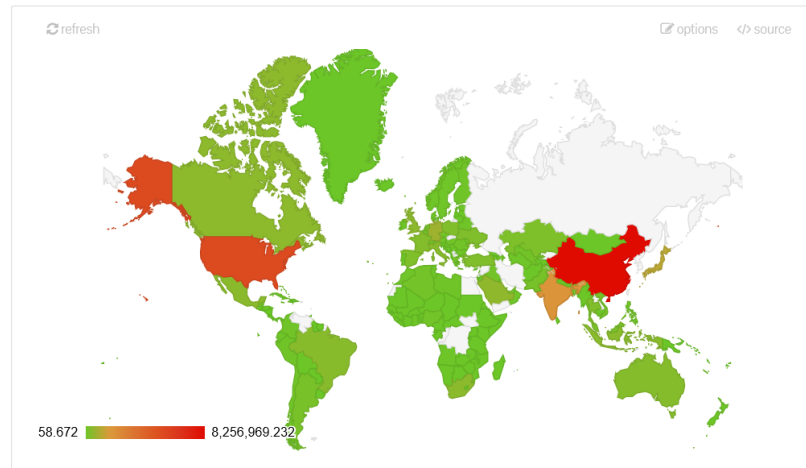 refresh
options
</> source
58.672
8,256,969.232